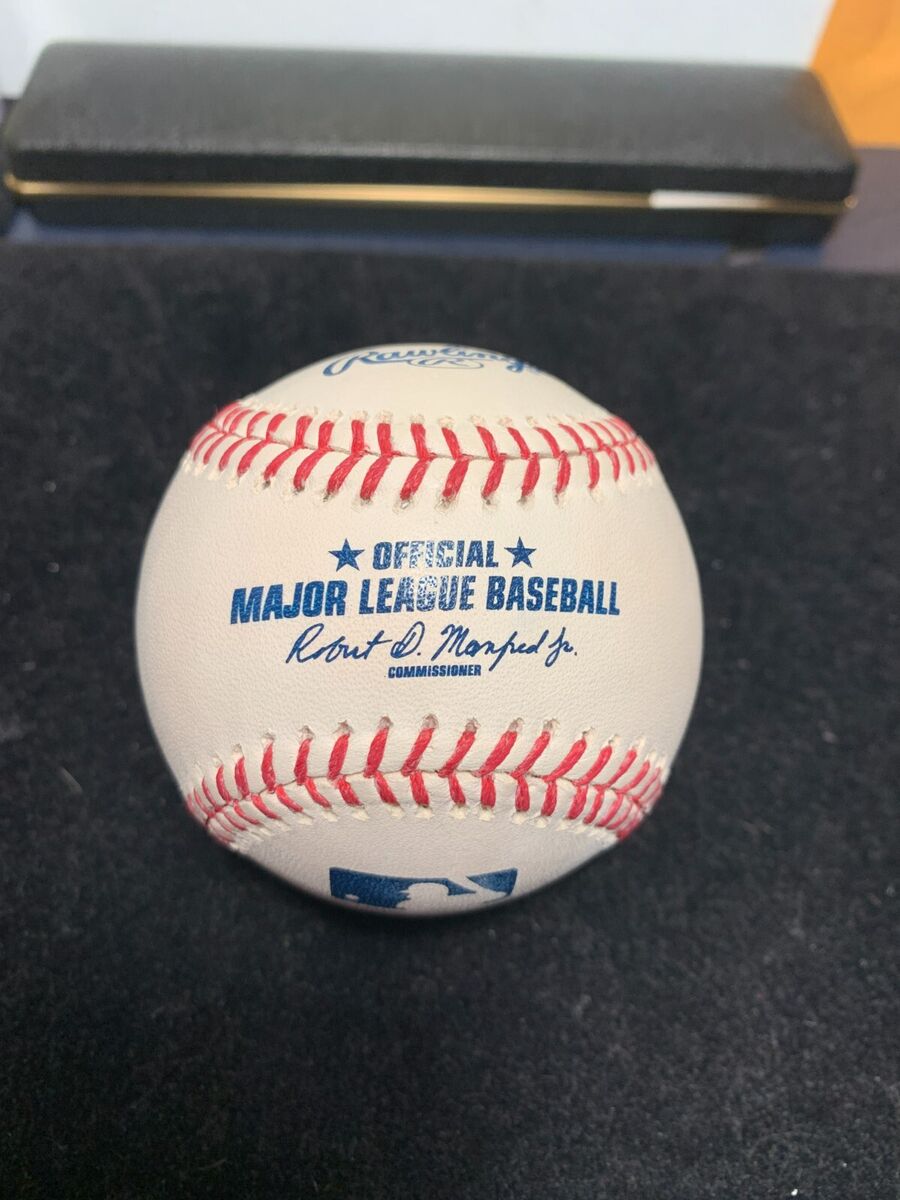 Rawlings
R
★ OFFICIAL ★
MAJOR LEAGUE BASEBALL
Robert D. Manfred Jr.
COMMISSIONER